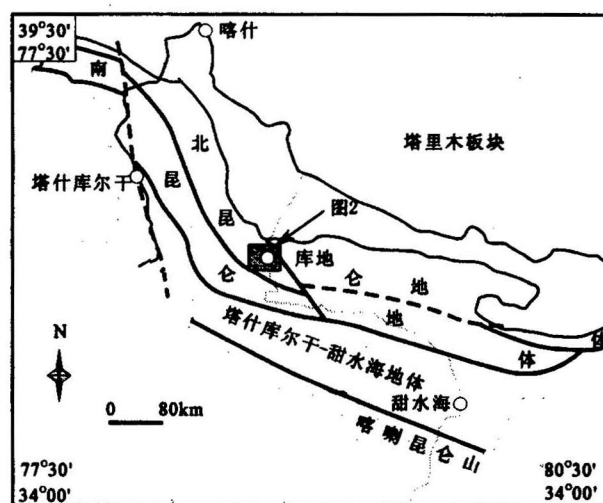 39°30'
77°30'
喀什
塔里木板块
南昆仑地体
北昆仑地体
塔什库尔干
图2
库地
塔什库尔干-甜水海地体
甜水海
喀喇昆仑山
N
0 80km
77°30'
34°00'
80°30'
34°00'